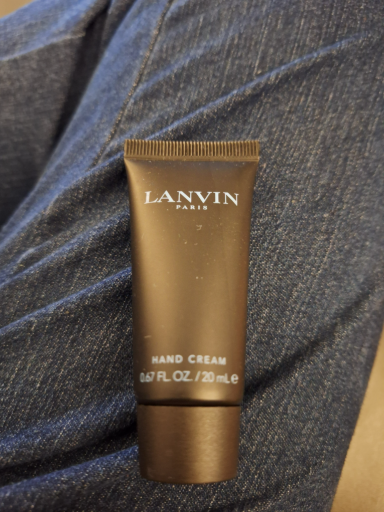 LANVIN
PARIS
HAND CREAM
0.67 FL. OZ. / 20 mL e